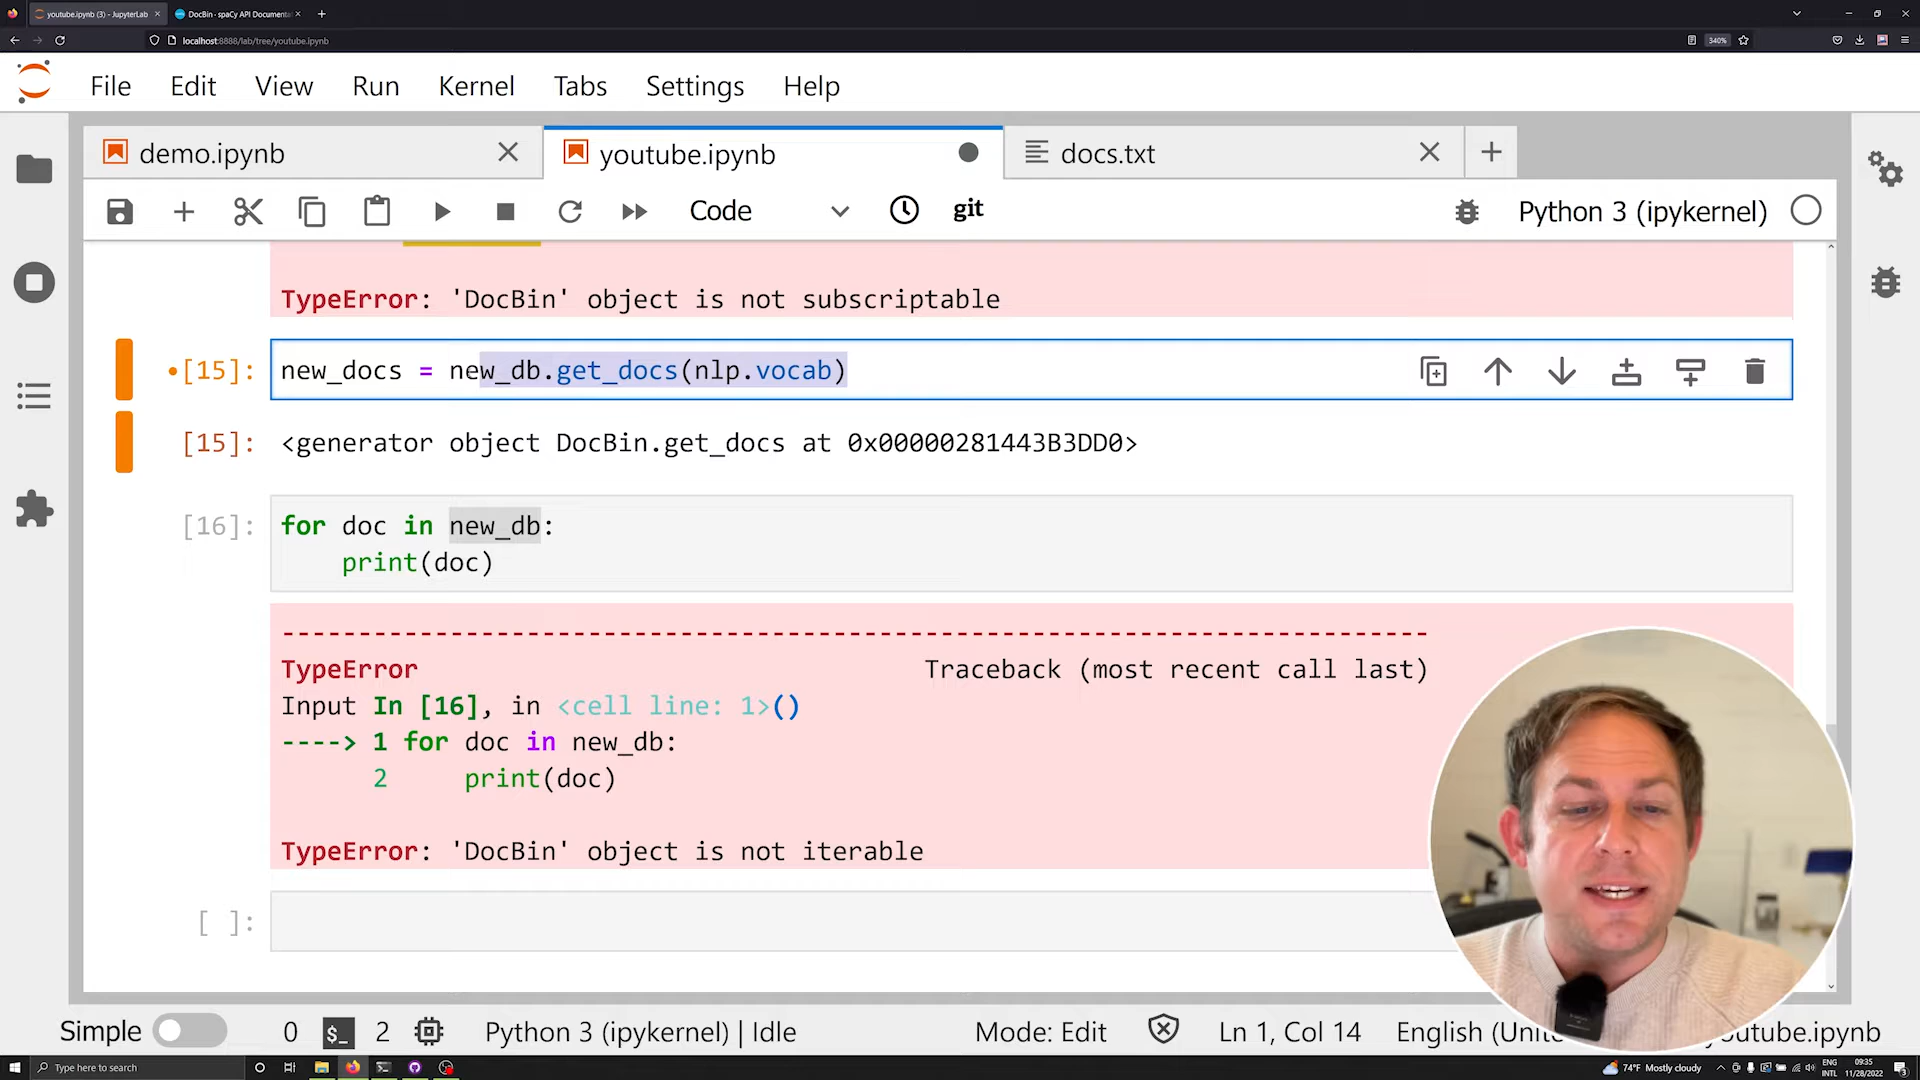 youtube.ipynb (3) - JupyterLab
DocBin · spaCy API Documentat
localhost:8888/lab/tree/youtube.ipynb
340%
File Edit View Run Kernel Tabs Settings Help
demo.ipynb
youtube.ipynb
docs.txt
Code
git
Python 3 (ipykernel)
TypeError: 'DocBin' object is not subscriptable
[15]: new_docs = new_db.get_docs(nlp.vocab)
[15]: <generator object DocBin.get_docs at 0x00000281443B3DD0>
[16]: for doc in new_db:
print(doc)
---------------------------------------------------------------------------
TypeError Traceback (most recent call last)
Input In [16], in <cell line: 1>()
----> 1 for doc in new_db:
2 print(doc)
TypeError: 'DocBin' object is not iterable
[ ]:
Simple 0 $_ 2 Python 3 (ipykernel) | Idle Mode: Edit Ln 1, Col 14 English (Unite outube.ipynb
Type here to search
74°F Mostly cloudy
ENG
INTL
09:35
11/28/2022
3